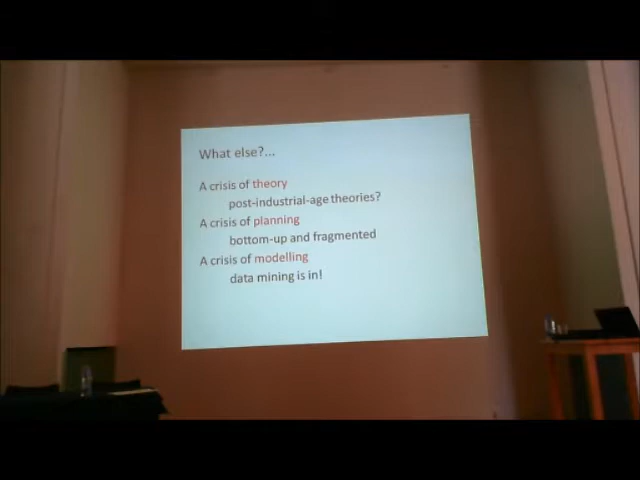 What else?...
A crisis of theory
post-industrial-age theories?
A crisis of planning
bottom-up and fragmented
A crisis of modelling
data mining is in!